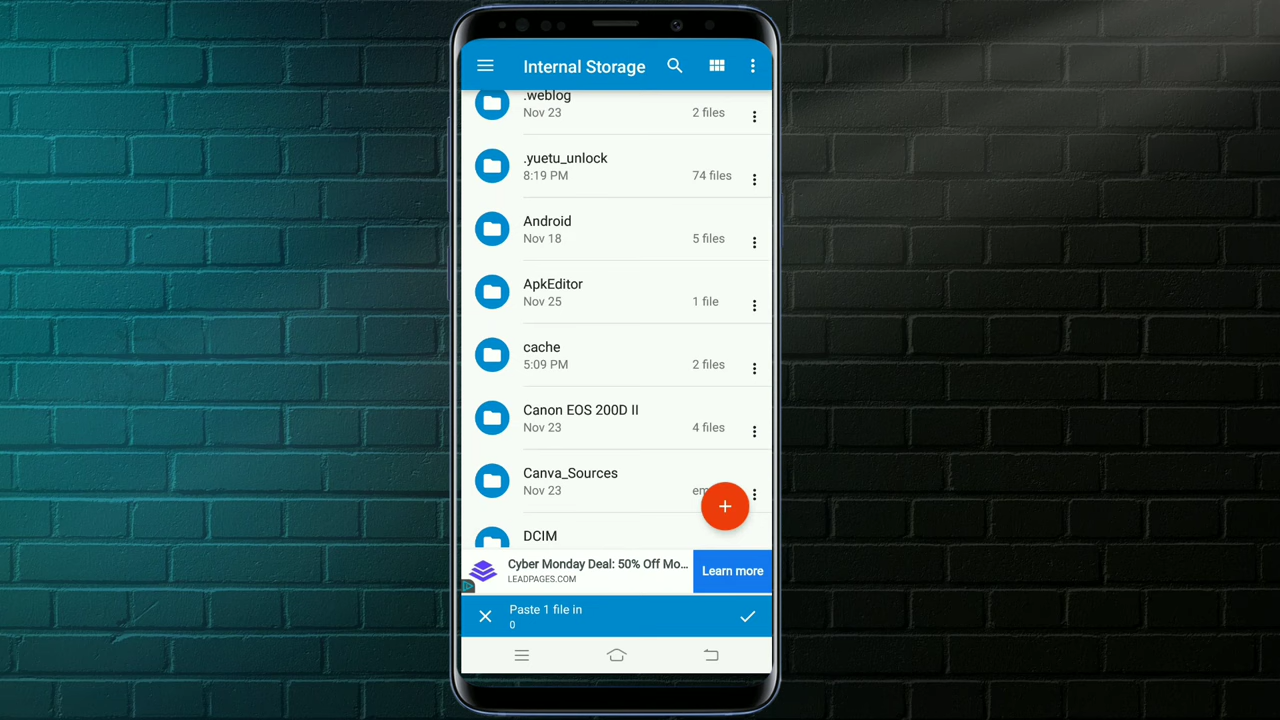 Internal Storage
.weblog
Nov 23 2 files
.yuetu_unlock
8:19 PM 74 files
Android
Nov 18 5 files
ApkEditor
Nov 25 1 file
cache
5:09 PM 2 files
Canon EOS 200D II
Nov 23 4 files
Canva_Sources
Nov 23
DCIM
Cyber Monday Deal: 50% Off Mo...
LEADPAGES.COM
Learn more
Paste 1 file in
0